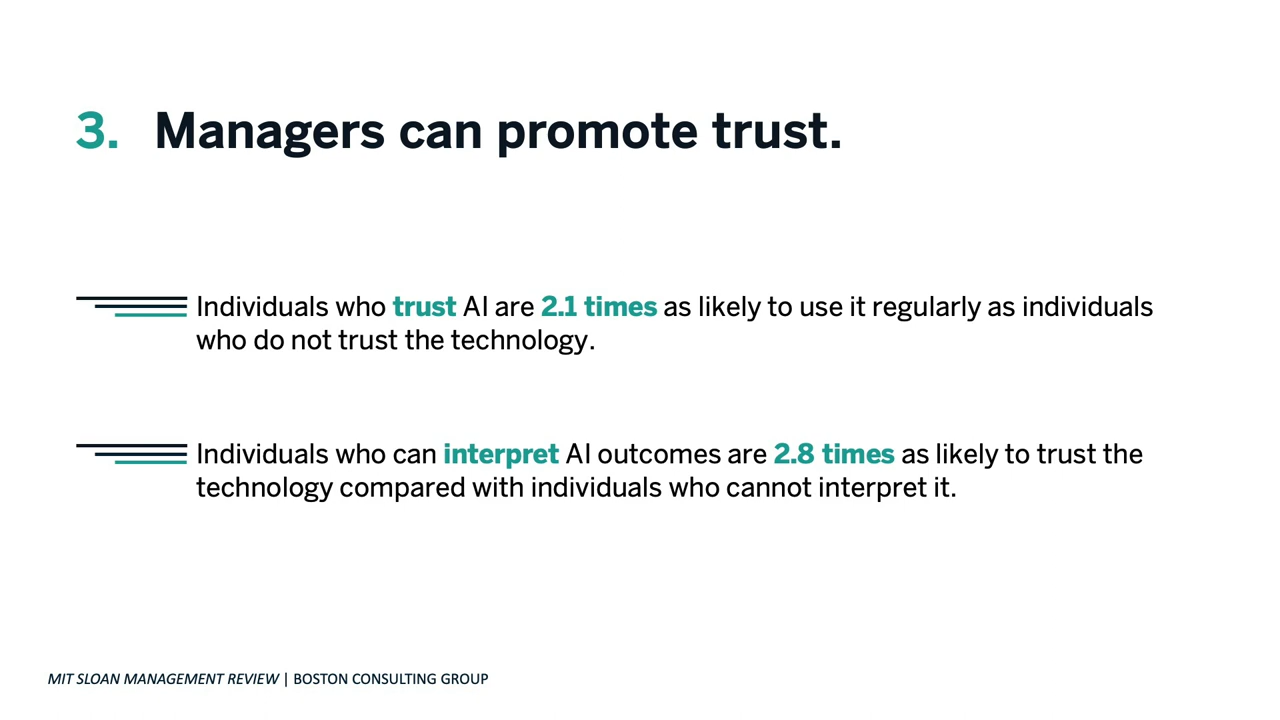 3. Managers can promote trust.
Individuals who trust AI are 2.1 times as likely to use it regularly as individuals
who do not trust the technology.
Individuals who can interpret AI outcomes are 2.8 times as likely to trust the
technology compared with individuals who cannot interpret it.
MIT SLOAN MANAGEMENT REVIEW | BOSTON CONSULTING GROUP